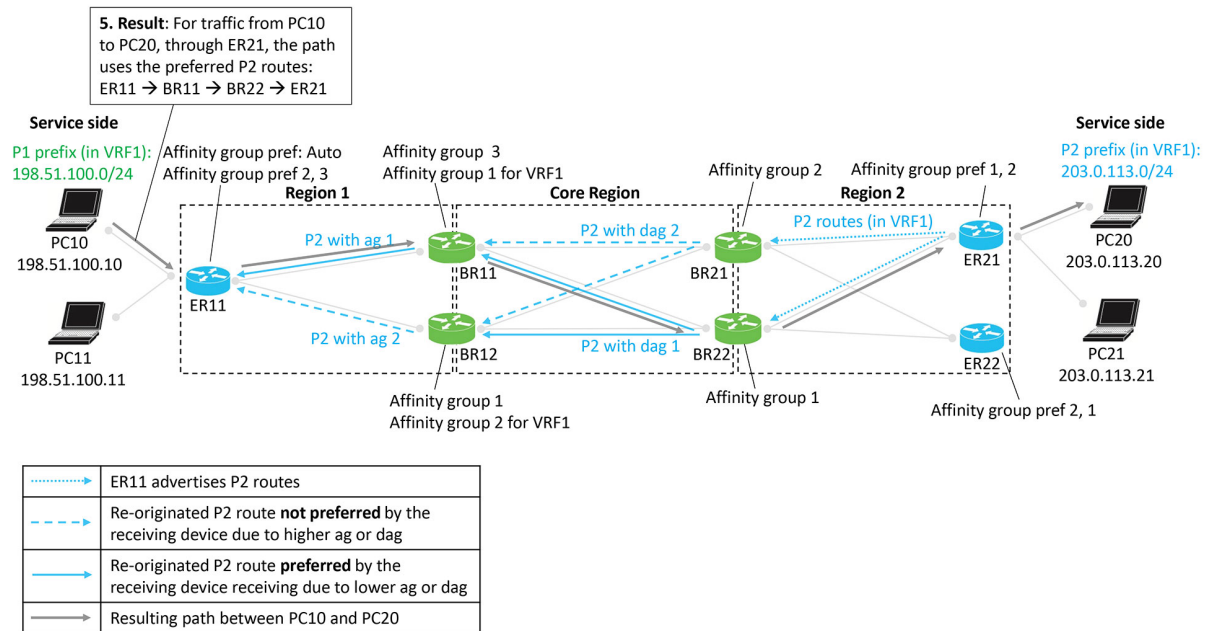 5. Result: For traffic from PC10
to PC20, through ER21, the path
uses the preferred P2 routes:
ER11 → BR11 → BR22 → ER21
Service side
P1 prefix (in VRF1):
198.51.100.0/24
PC10
198.51.100.10
PC11
198.51.100.11
Affinity group pref: Auto
Affinity group pref 2, 3
Region 1
ER11
P2 with ag 1
P2 with ag 2
Affinity group 3
Affinity group 1 for VRF1
BR11
BR12
Affinity group 1
Affinity group 2 for VRF1
Core Region
P2 with dag 2
P2 with dag 1
Affinity group 2
BR21
BR22
Affinity group 1
Region 2
P2 routes (in VRF1)
Affinity group pref 1, 2
ER21
ER22
Affinity group pref 2, 1
Service side
P2 prefix (in VRF1):
203.0.113.0/24
PC20
203.0.113.20
PC21
203.0.113.21
ER11 advertises P2 routes
Re-originated P2 route not preferred by the
receiving device due to higher ag or dag
Re-originated P2 route preferred by the
receiving device receiving due to lower ag or dag
Resulting path between PC10 and PC20